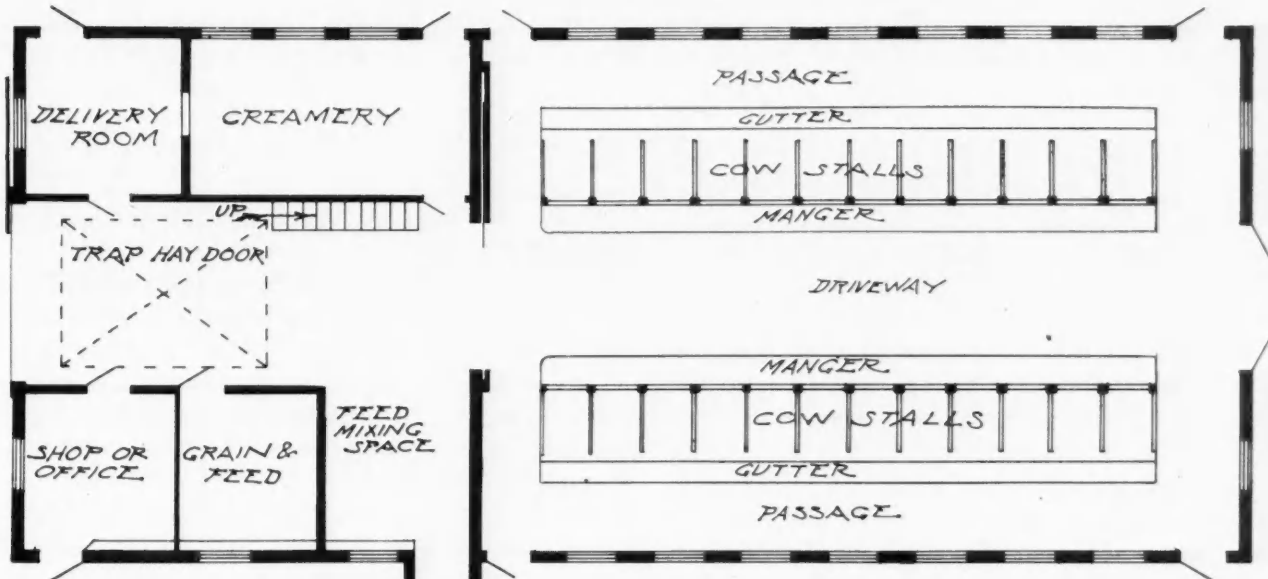 DELIVERY
ROOM
CREAMERY
UP
TRAP HAY DOOR
SHOP OR
OFFICE
GRAIN &
FEED
FEED
MIXING
SPACE
PASSAGE
GUTTER
COW STALLS
MANGER
DRIVEWAY
MANGER
COW STALLS
GUTTER
PASSAGE